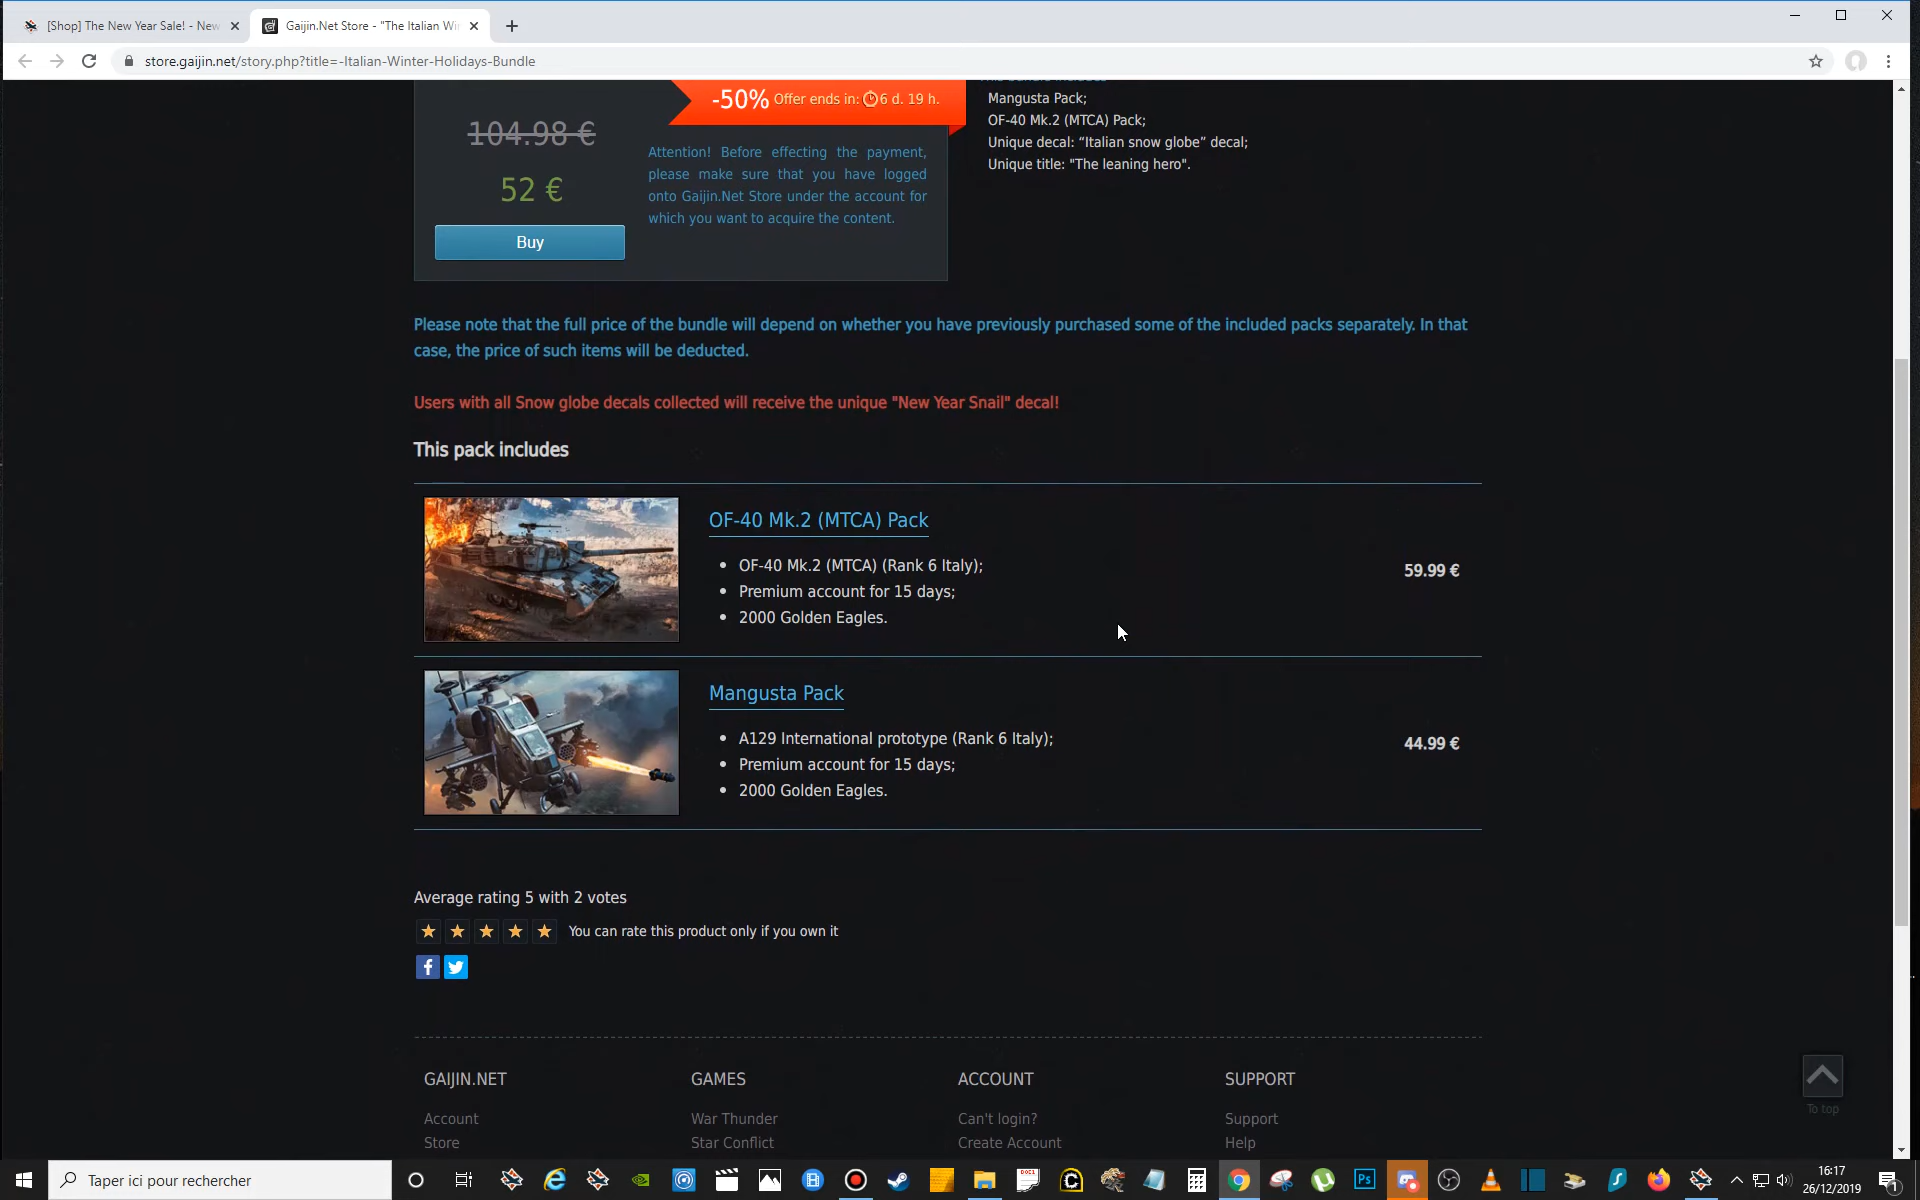 [Shop] The New Year Sale! - New
Gaijin.Net Store - "The Italian Wi
store.gaijin.net/story.php?title=-Italian-Winter-Holidays-Bundle
-50% Offer ends in: 6 d. 19 h.
104.98 €
52 €
Buy
Attention! Before effecting the payment,
please make sure that you have logged
onto Gaijin.Net Store under the account for
which you want to acquire the content.
Mangusta Pack;
OF-40 Mk.2 (MTCA) Pack;
Unique decal: “Italian snow globe” decal;
Unique title: "The leaning hero".
Please note that the full price of the bundle will depend on whether you have previously purchased some of the included packs separately. In that
case, the price of such items will be deducted.
Users with all Snow globe decals collected will receive the unique "New Year Snail" decal!
This pack includes
OF-40 Mk.2 (MTCA) Pack
OF-40 Mk.2 (MTCA) (Rank 6 Italy);
Premium account for 15 days;
2000 Golden Eagles.
59.99 €
Mangusta Pack
A129 International prototype (Rank 6 Italy);
Premium account for 15 days;
2000 Golden Eagles.
44.99 €
Average rating 5 with 2 votes
You can rate this product only if you own it
GAIJIN.NET
Account
Store
GAMES
War Thunder
Star Conflict
ACCOUNT
Can't login?
Create Account
SUPPORT
Support
Help
To top
Taper ici pour rechercher
Ps
16:17
26/12/2019
1